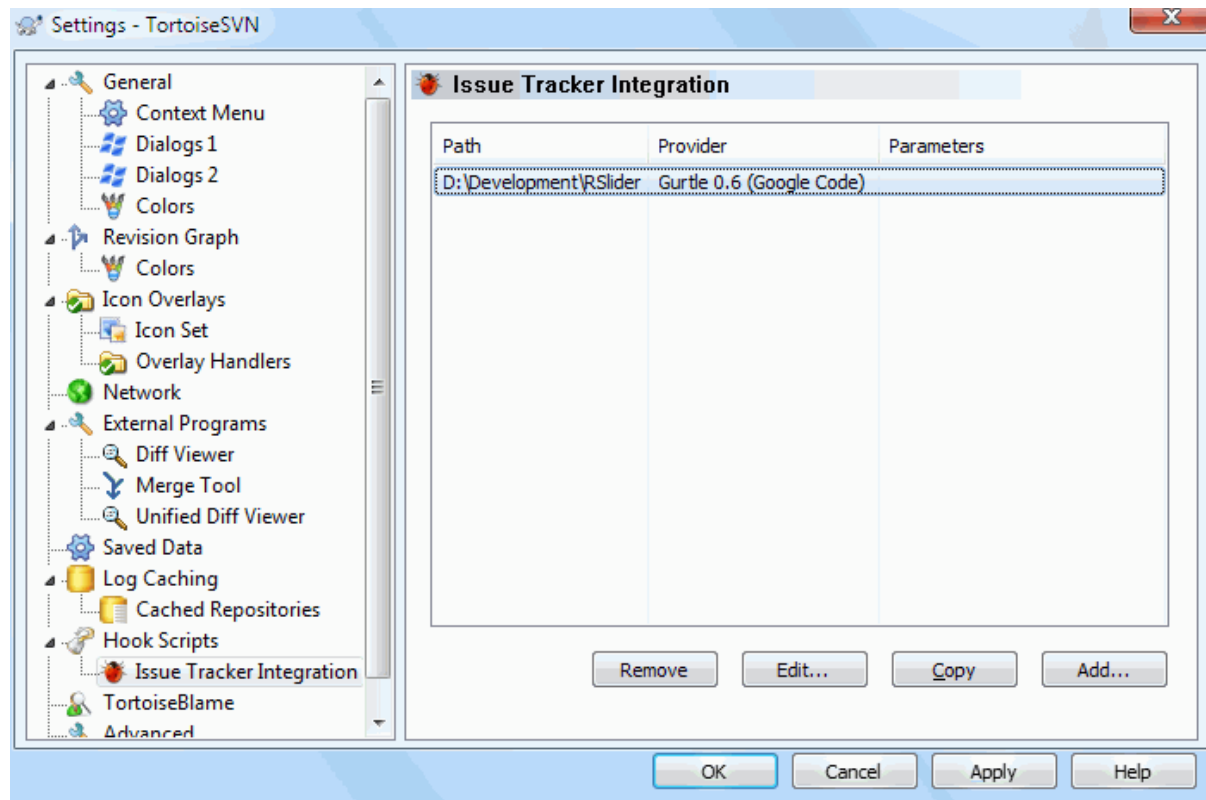 Settings - TortoiseSVN
X
General
Context Menu
Dialogs 1
Dialogs 2
Colors
Revision Graph
Colors
Icon Overlays
Icon Set
Overlay Handlers
Network
External Programs
Diff Viewer
Merge Tool
Unified Diff Viewer
Saved Data
Log Caching
Cached Repositories
Hook Scripts
Issue Tracker Integration
TortoiseBlame
Advanced
Issue Tracker Integration
Path Provider Parameters
D:\Development\RSlider Gurtle 0.6 (Google Code)
Remove Edit... Copy Add...
OK Cancel Apply Help